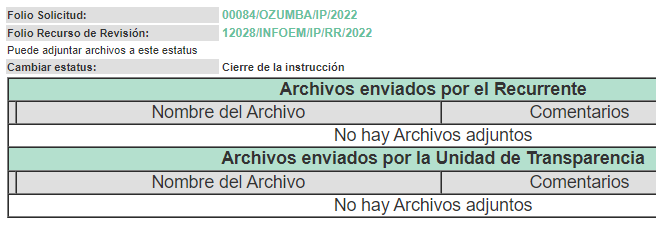 Folio Solicitud: 00084/OZUMBA/IP/2022
Folio Recurso de Revisión: 12028/INFOEM/IP/RR/2022
Puede adjuntar archivos a este estatus
Cambiar estatus: Cierre de la instrucción
Archivos enviados por el Recurrente
Nombre del Archivo Comentarios
No hay Archivos adjuntos
Archivos enviados por la Unidad de Transparencia
Nombre del Archivo Comentarios
No hay Archivos adjuntos